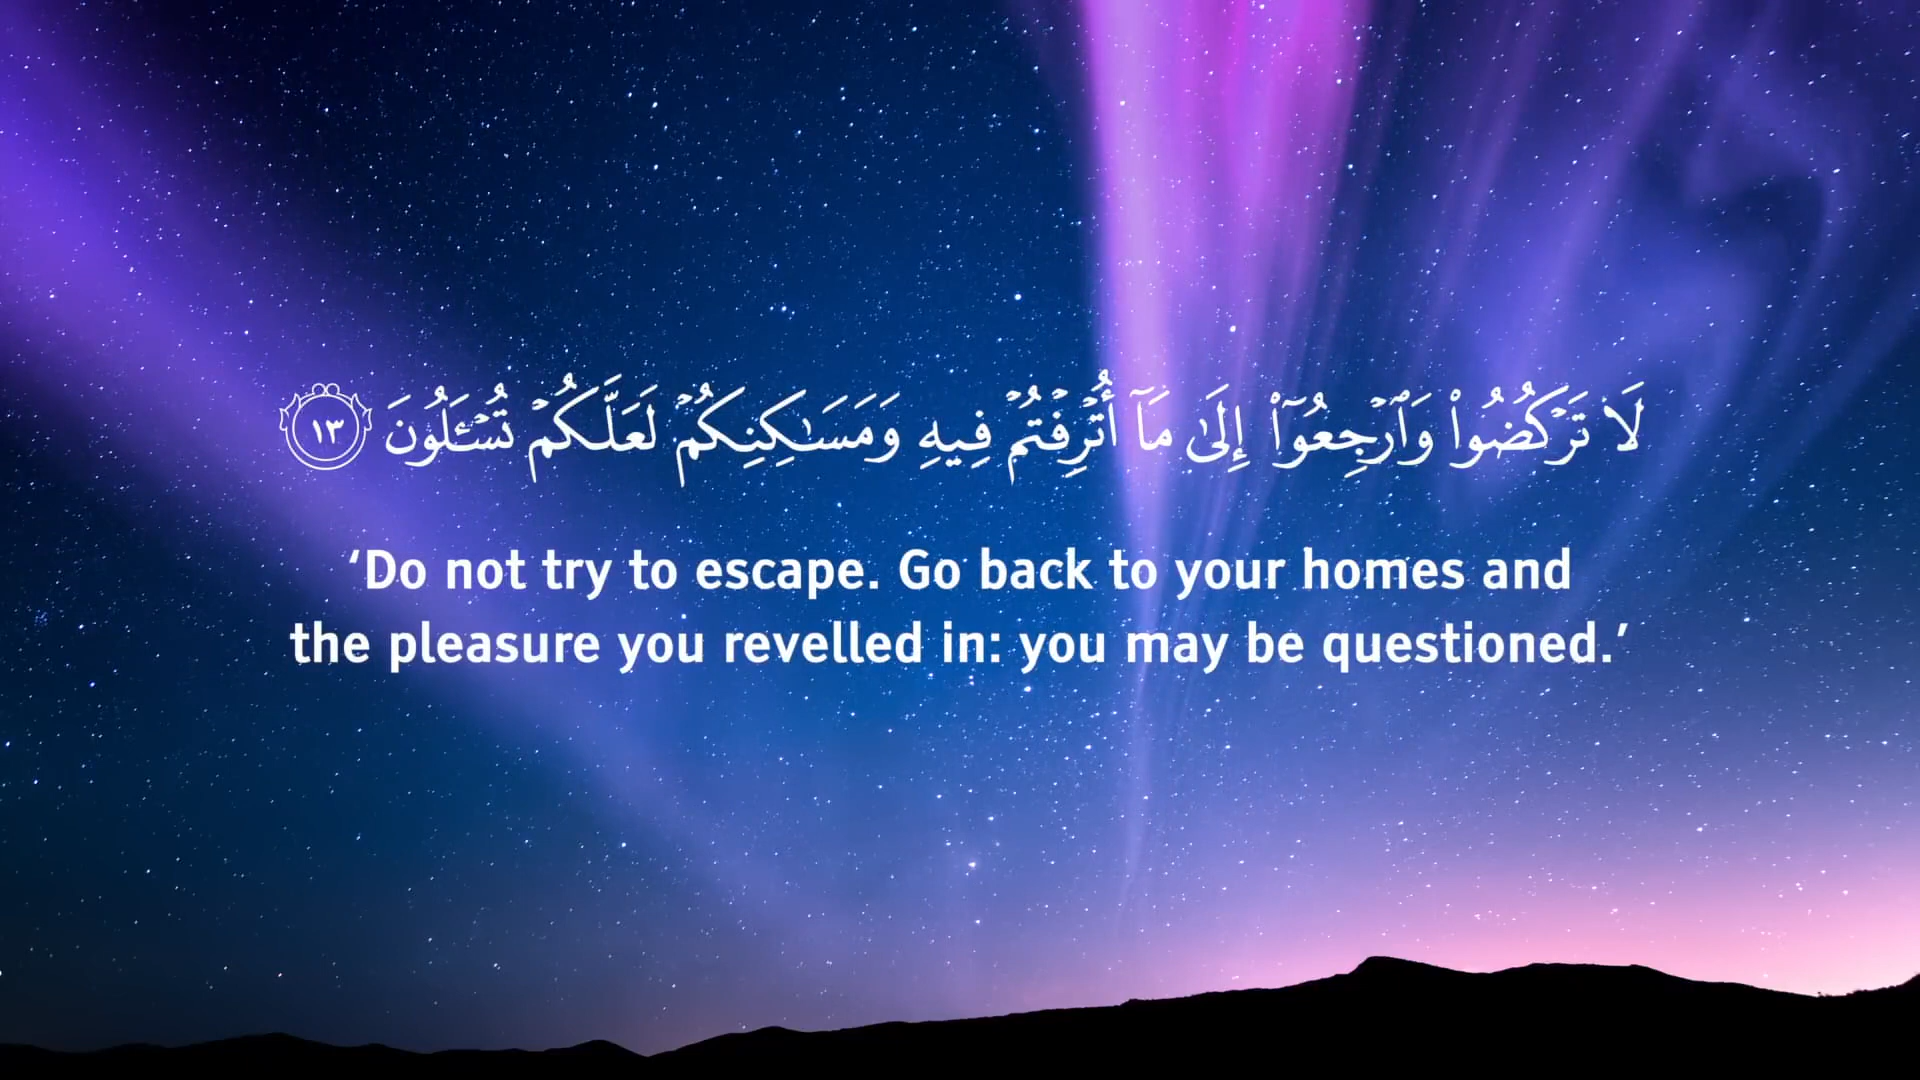 لَا تَرْكُضُوا۟ وَٱرْجِعُوٓا۟ إِلَىٰ مَآ أُتْرِفْتُمْ فِيهِ وَمَسَـٰكِنِكُمْ لَعَلَّكُمْ تُسْـَٔلُونَ ١٣
‘Do not try to escape. Go back to your homes and
the pleasure you revelled in: you may be questioned.’